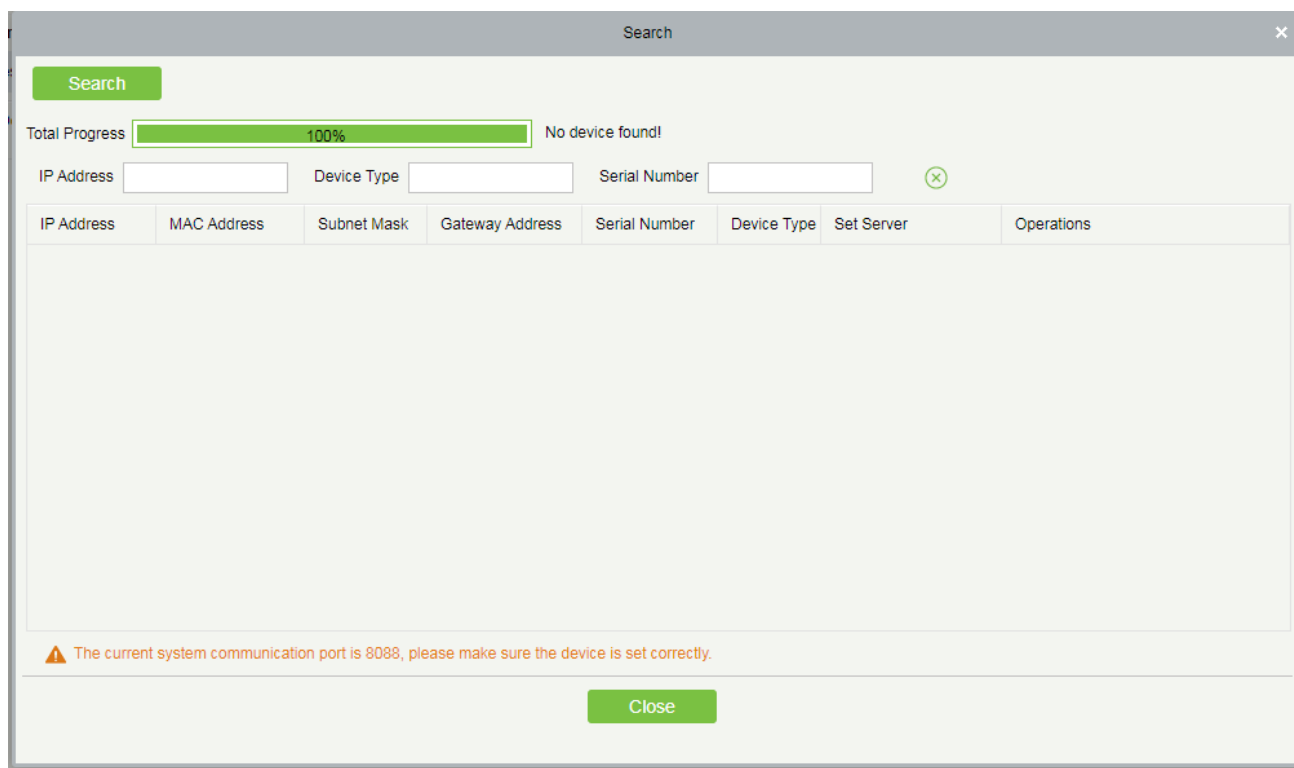 Search
Search
Total Progress 100% No device found!
IP Address Device Type Serial Number
IP Address MAC Address Subnet Mask Gateway Address Serial Number Device Type Set Server Operations
The current system communication port is 8088, please make sure the device is set correctly.
Close